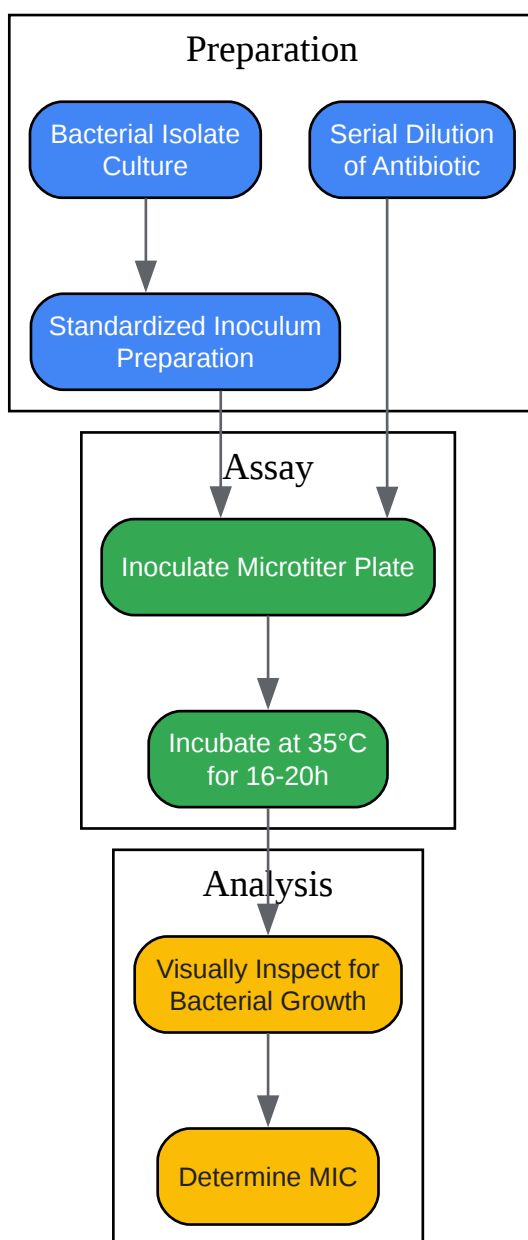 Preparation
Bacterial Isolate
Culture
Serial Dilution
of Antibiotic
Standardized Inoculum
Preparation
Assay
Inoculate Microtiter Plate
Incubate at 35°C
for 16-20h
Analysis
Visually Inspect for
Bacterial Growth
Determine MIC